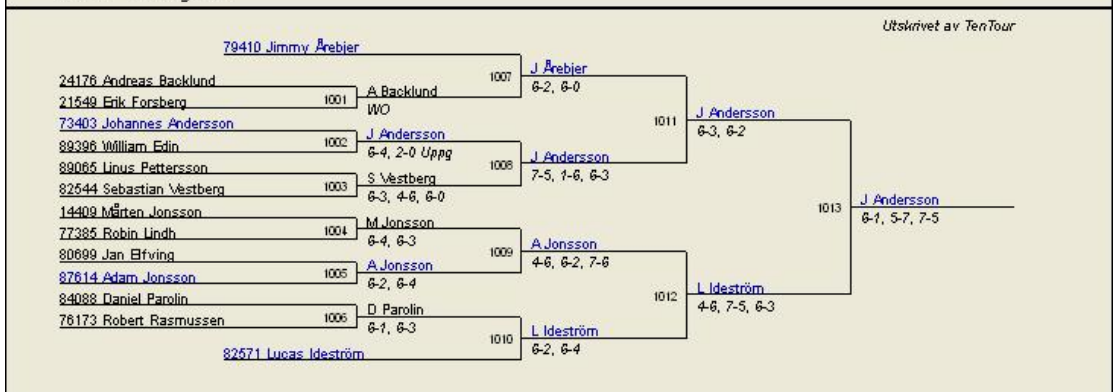 Utskrivet av TenTour
79410 Jimmy Årebjer
24176 Andreas Backlund
21549 Erik Forsberg
73403 Johannes Andersson
89396 William Edin
89065 Linus Pettersson
82544 Sebastian Vestberg
14409 Mårten Jonsson
77385 Robin Lindh
80699 Jan Elfving
87614 Adam Jonsson
84088 Daniel Parolin
76173 Robert Rasmussen
82571 Lucas Ideström
1001
A Backlund
WO
1002
J Andersson
6-4, 2-0 Uppg
1003
S Vestberg
6-3, 4-6, 6-0
1004
M Jonsson
6-4, 6-3
1005
A Jonsson
6-2, 6-4
1006
D Parolin
6-1, 6-3
1007
J Årebjer
6-2, 6-0
1008
J Andersson
7-5, 1-6, 6-3
1009
A Jonsson
4-6, 6-2, 7-6
1010
L Ideström
6-2, 6-4
1011
J Andersson
6-3, 6-2
1012
L Ideström
4-6, 7-5, 6-3
1013
J Andersson
6-1, 5-7, 7-5